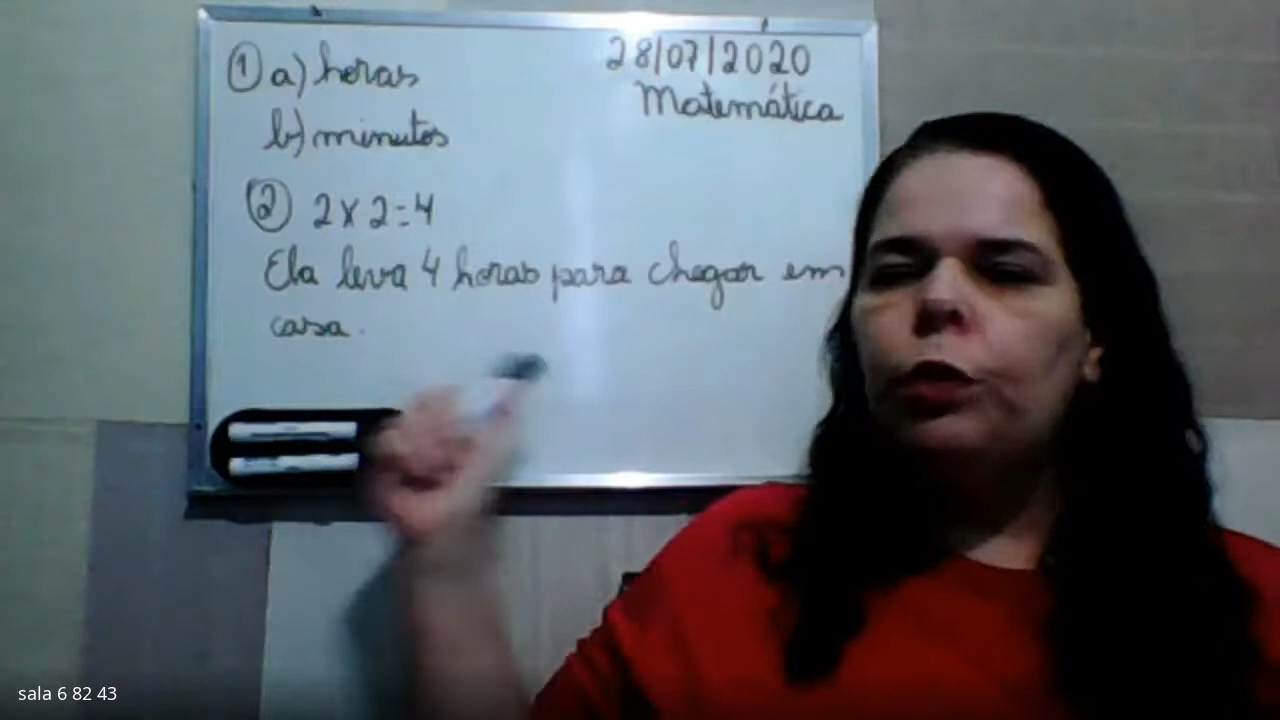 28/07/2020
Matemática
① a) horas
b) minutos
② 2 x 2 = 4
Ela leva 4 horas para chegar em
casa.
sala 6 82 43